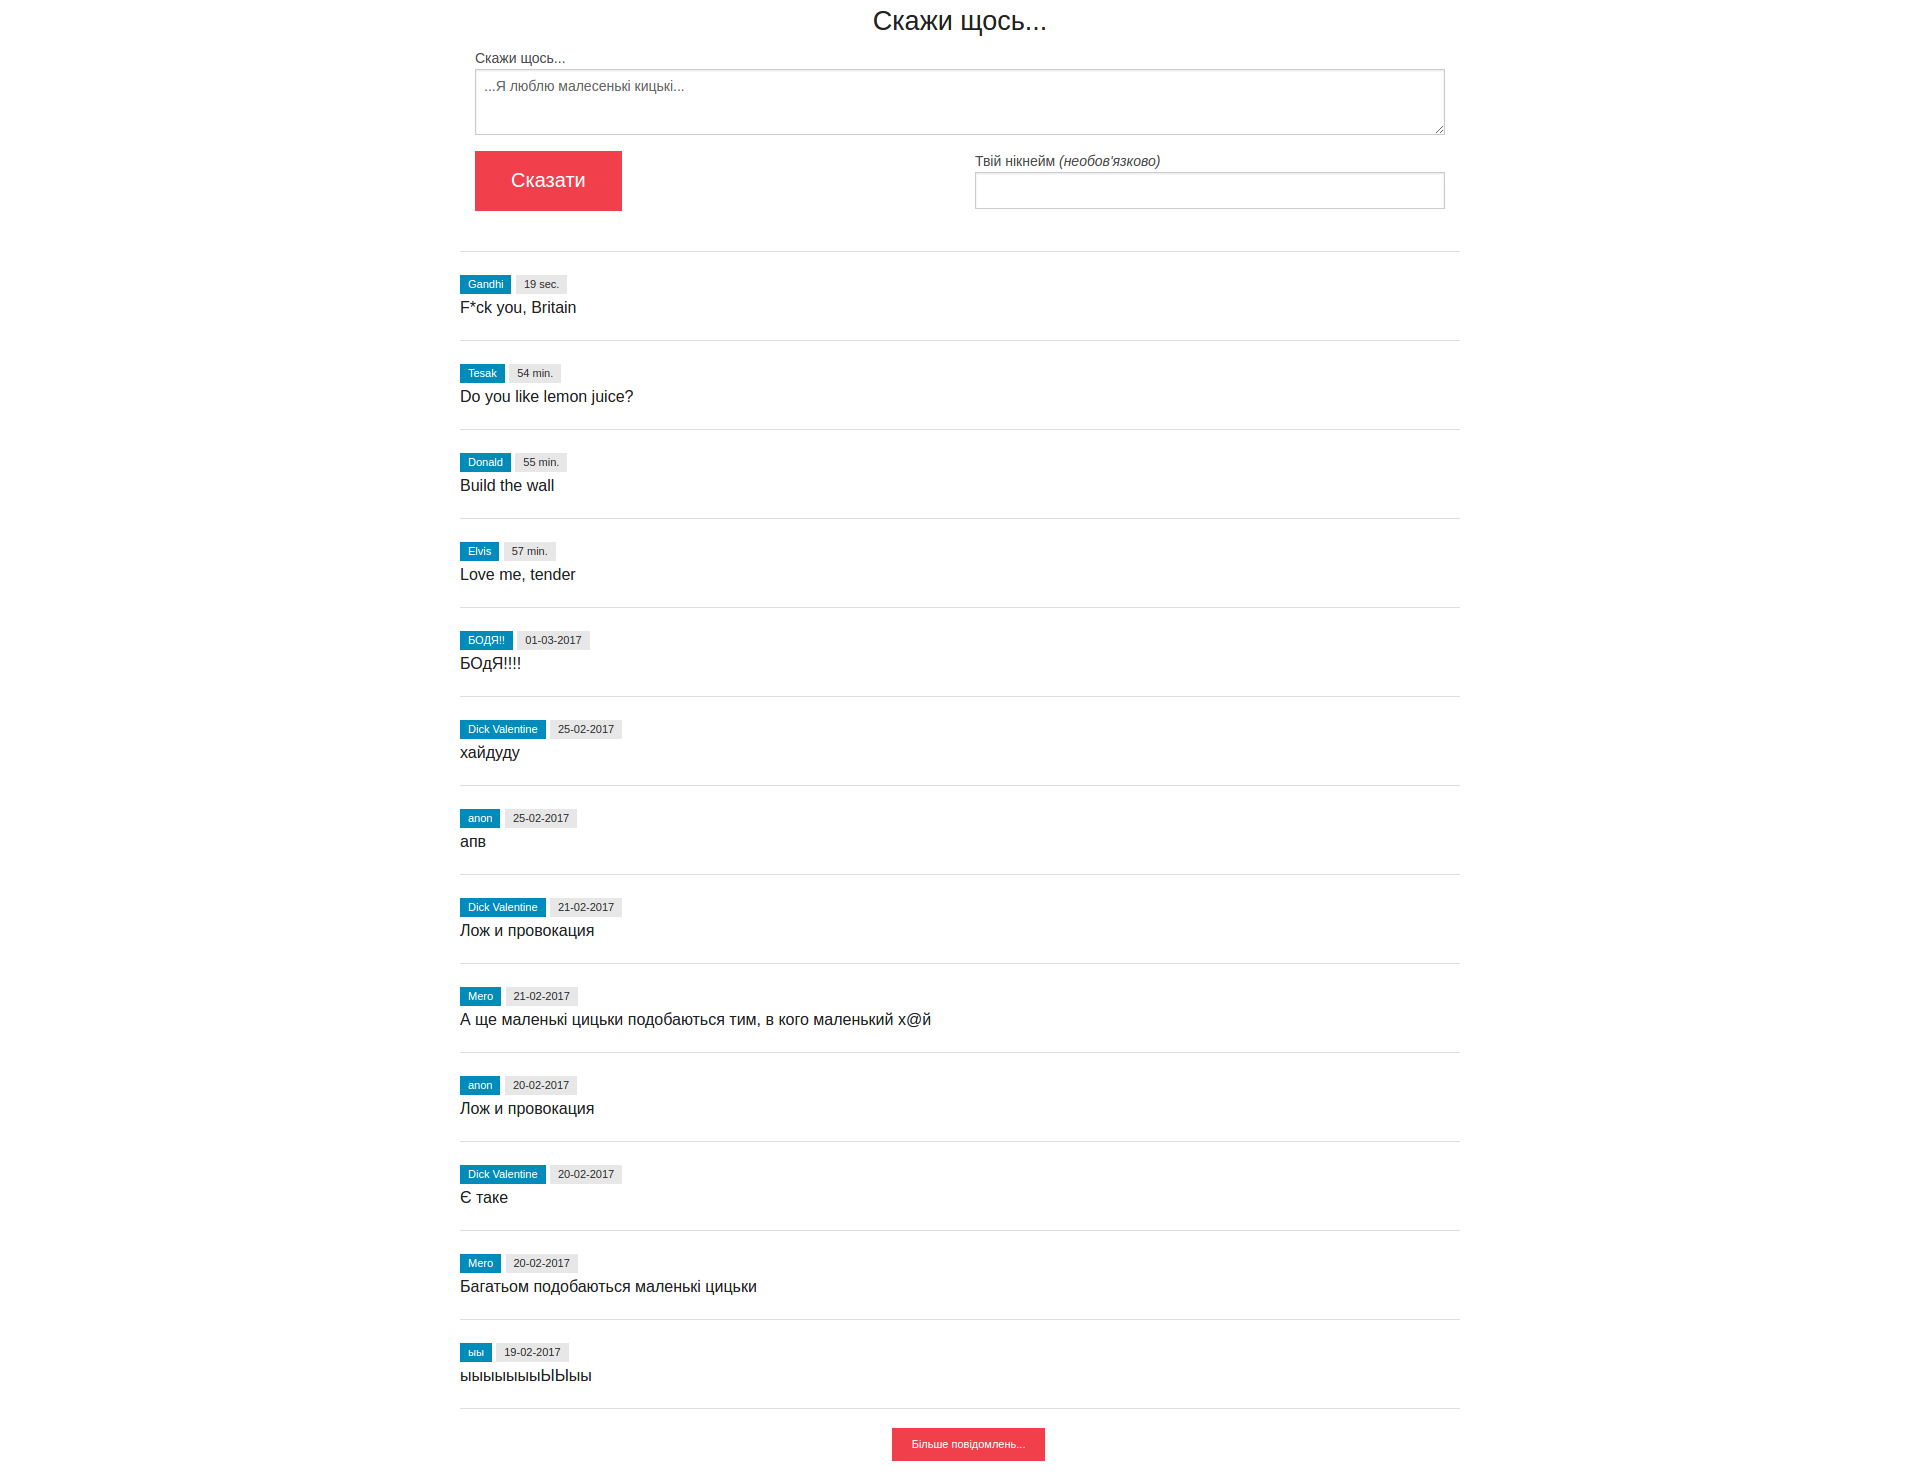 Скажи щось...
Скажи щось...
...Я люблю малесенькі кицькі...
Сказати
Твій нікнейм (необов'язково)
Gandhi 19 sec.
F*ck you, Britain
Tesak 54 min.
Do you like lemon juice?
Donald 55 min.
Build the wall
Elvis 57 min.
Love me, tender
БОДЯ!! 01-03-2017
БОдЯ!!!!
Dick Valentine 25-02-2017
хайдуду
anon 25-02-2017
апв
Dick Valentine 21-02-2017
Лож и провокация
Mero 21-02-2017
А ще маленькі цицьки подобаються тим, в кого маленький х@й
anon 20-02-2017
Лож и провокация
Dick Valentine 20-02-2017
Є таке
Mero 20-02-2017
Багатьом подобаються маленькі цицьки
ыы 19-02-2017
ыыыыыыыЫЫыы
Більше повідомлень...